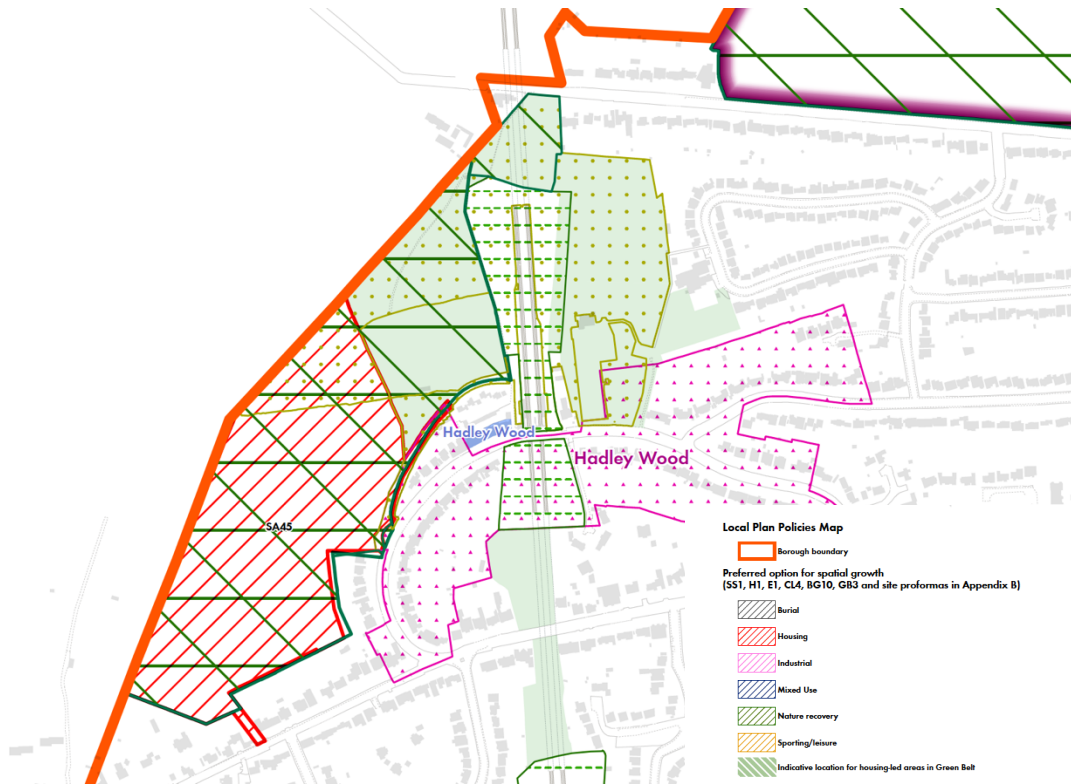 Hadley Wood
Hadley Wood
SA45
Local Plan Policies Map
Borough boundary
Preferred option for spatial growth
(SS1, H1, E1, CL4, BG10, GB3 and site proformas in Appendix B)
Burial
Housing
Industrial
Mixed Use
Nature recovery
Sporting/leisure
Indicative location for housing-led areas in Green Belt